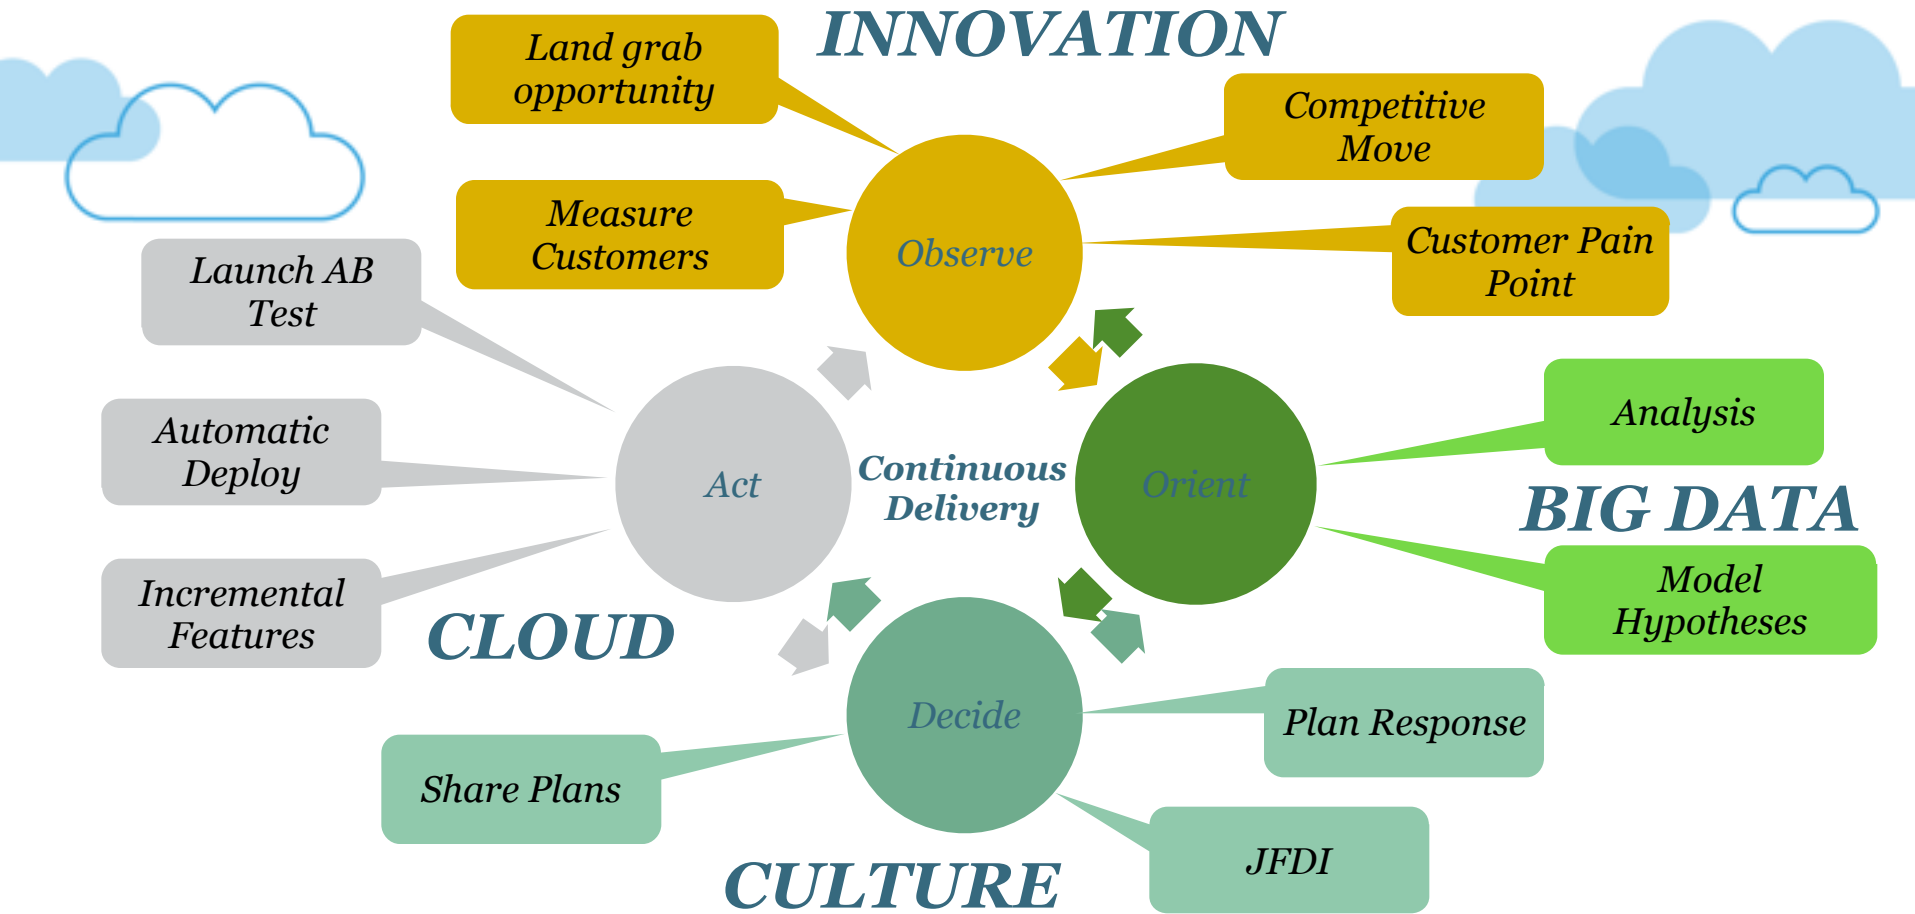 INNOVATION
Land grab
opportunity
Competitive
Move
Measure
Customers
Observe
Customer Pain
Point
Launch AB
Test
Analysis
Automatic
Deploy
Act
Continuous
Delivery
Orient
BIG DATA
Model
Hypotheses
Incremental
Features
CLOUD
Decide
Plan Response
Share Plans
JFDI
CULTURE